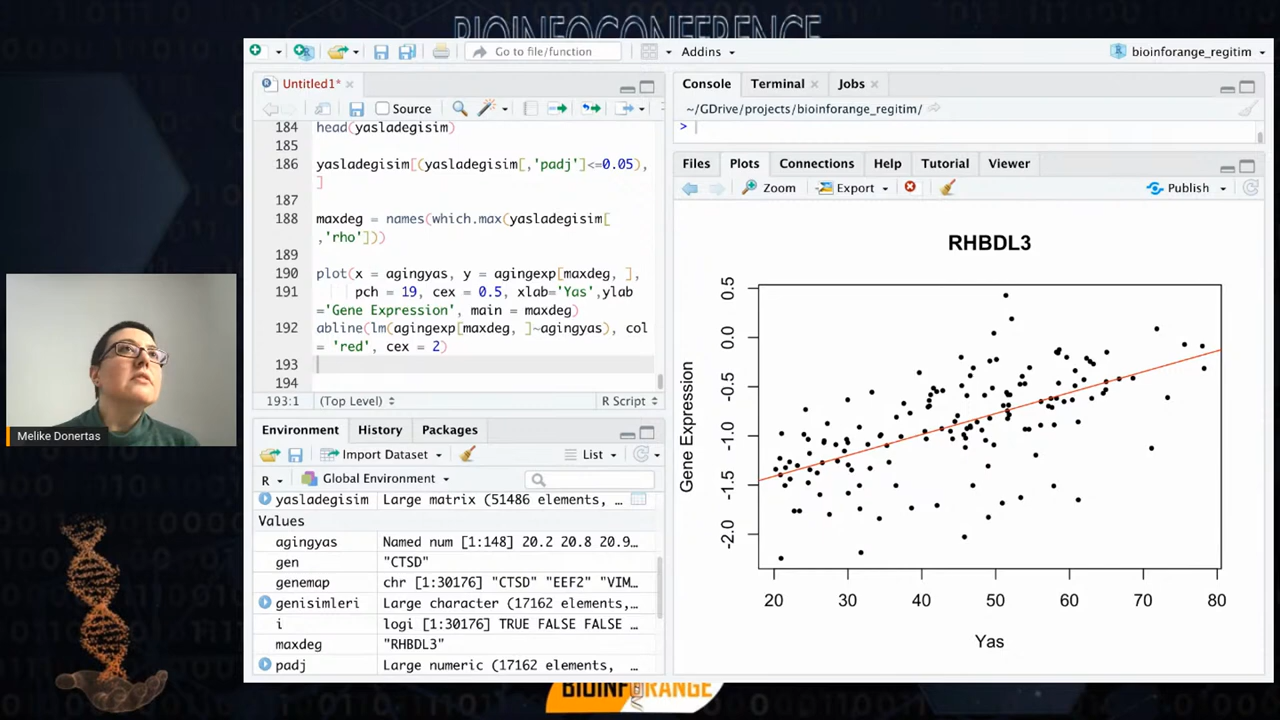 BIOINFOCONFERENCE
Go to file/function
Addins
bioinforange_regitim
Untitled1*
Source
184 head(yasladegisim)
185
186 yasladegisim[(yasladegisim[,'padj']<=0.05),
]
187
188 maxdeg = names(which.max(yasladegisim[
,'rho']))
189
190 plot(x = agingyas, y = agingexp[maxdeg, ],
191 pch = 19, cex = 0.5, xlab='Yas',ylab
='Gene Expression', main = maxdeg)
192 abline(lm(agingexp[maxdeg, ]~agingyas), col
= 'red', cex = 2)
193
194
193:1 (Top Level) R Script
Environment History Packages
Import Dataset List
R Global Environment
yasladegisim Large matrix (51486 elements, …
Values
agingyas Named num [1:148] 20.2 20.8 20.9…
gen "CTSD"
genemap chr [1:30176] "CTSD" "EEF2" "VIM…
genisimleri Large character (17162 elements,…
i logi [1:30176] TRUE FALSE FALSE …
maxdeg "RHBDL3"
padj Large numeric (17162 elements, …
Console Terminal Jobs
~/GDrive/projects/bioinforange_regitim/
>
Files Plots Connections Help Tutorial Viewer
Zoom Export Publish
RHBDL3
Gene Expression
0.5
0.0
-0.5
-1.0
-1.5
-2.0
20 30 40 50 60 70 80
Yas
Melike Donertas
BIOINFORANGE